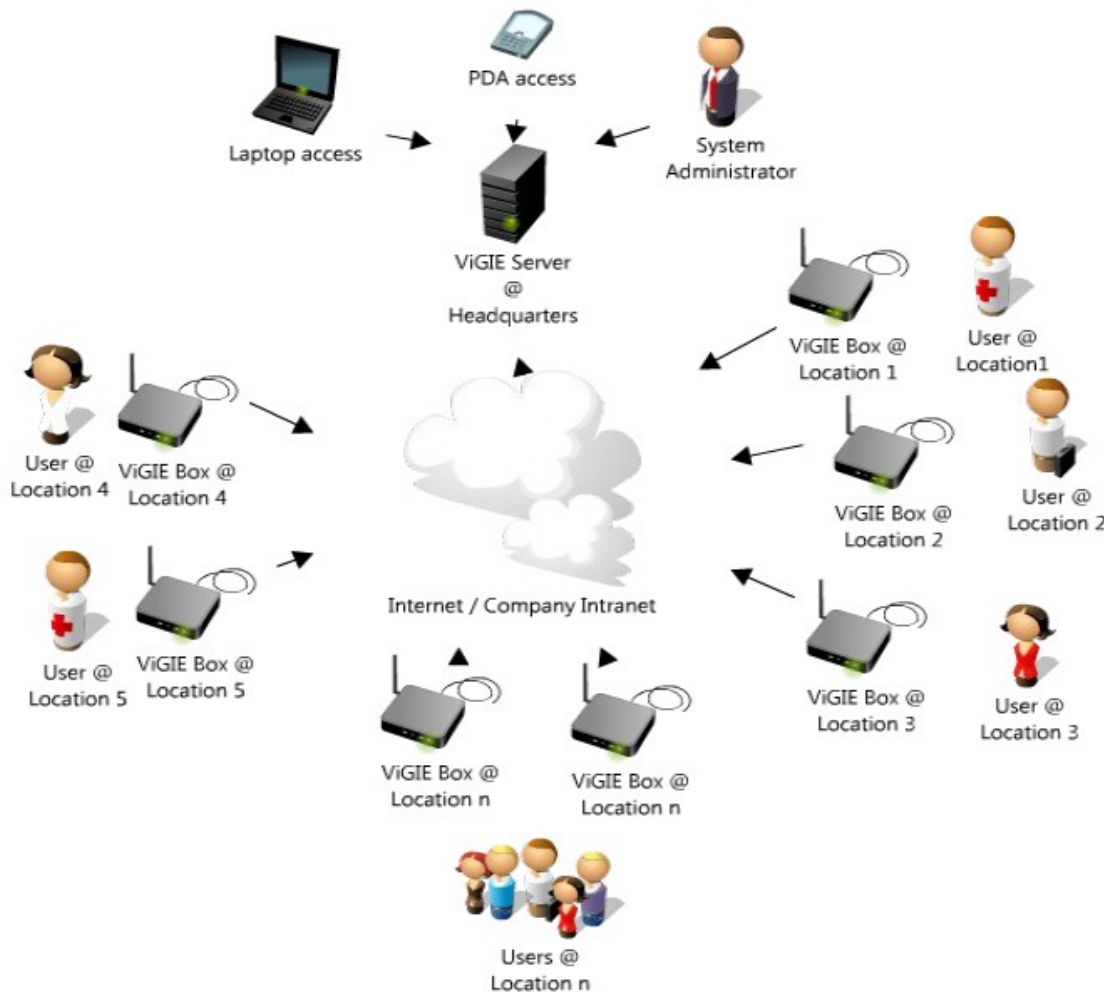 PDA access
Laptop access
System
Administrator
ViGIE Server
@
Headquarters
ViGIE Box @
Location 1
User @
Location1
User @
Location 4
ViGIE Box @
Location 4
ViGIE Box @
Location 2
User @
Location 2
Internet / Company Intranet
User @
Location 5
ViGIE Box @
Location 5
ViGIE Box @
Location 3
User @
Location 3
ViGIE Box @
Location n
ViGIE Box @
Location n
Users @
Location n